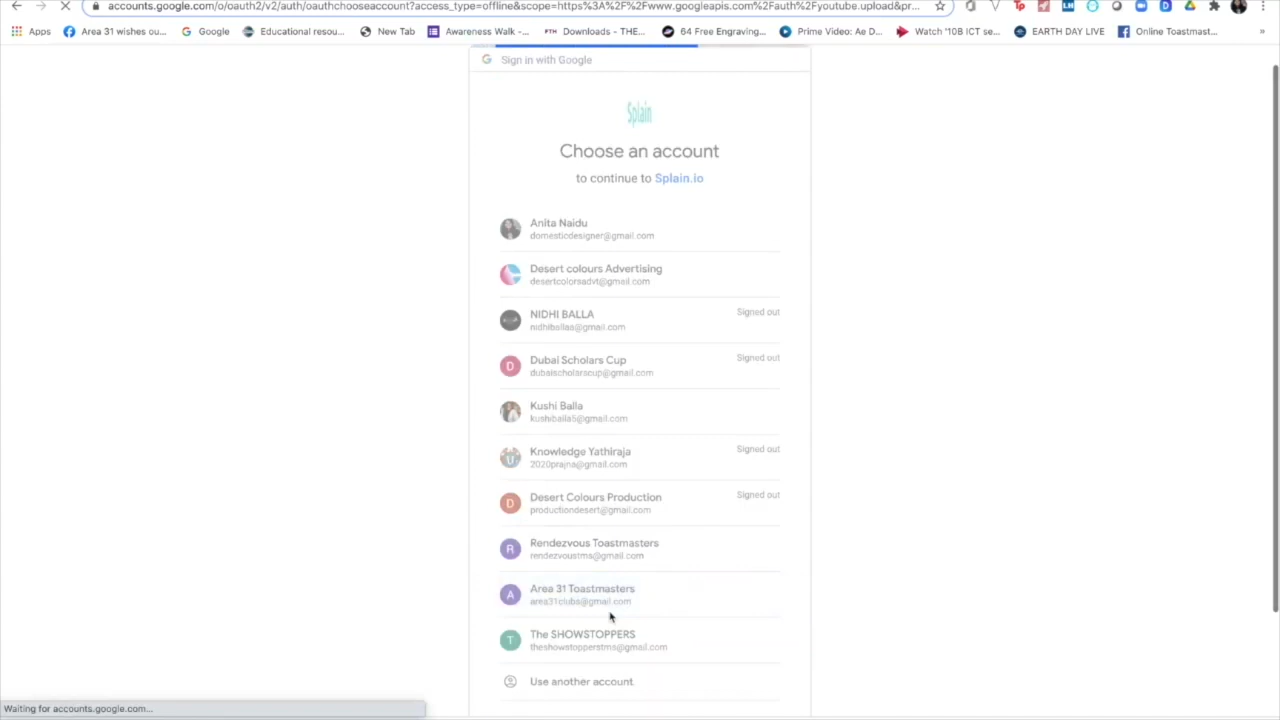 accounts.google.com/o/oauth2/v2/auth/oauthchooseaccount?access_type=offline&scope=https%3A%2F%2Fwww.googleapis.com%2Fauth%2Fyoutube.upload&pr...
Apps Area 31 wishes ou... Google Educational resou... New Tab Awareness Walk -... FTH Downloads - THE... 64 Free Engraving... Prime Video: Ae D... Watch '10B ICT se... EARTH DAY LIVE Online Toastmast... »
Sign in with Google
Splain
Choose an account
to continue to Splain.io
Anita Naidu
domesticdesigner@gmail.com
Desert colours Advertising
desertcolorsadvt@gmail.com
NIDHI BALLA Signed out
nidhiballaa@gmail.com
D Dubai Scholars Cup Signed out
dubaischolarscup@gmail.com
Kushi Balla
kushiballa5@gmail.com
Knowledge Yathiraja Signed out
2020prajna@gmail.com
D Desert Colours Production Signed out
productiondesert@gmail.com
R Rendezvous Toastmasters
rendezvoustms@gmail.com
A Area 31 Toastmasters
area31clubs@gmail.com
T The SHOWSTOPPERS
theshowstopperstms@gmail.com
Use another account
Waiting for accounts.google.com...